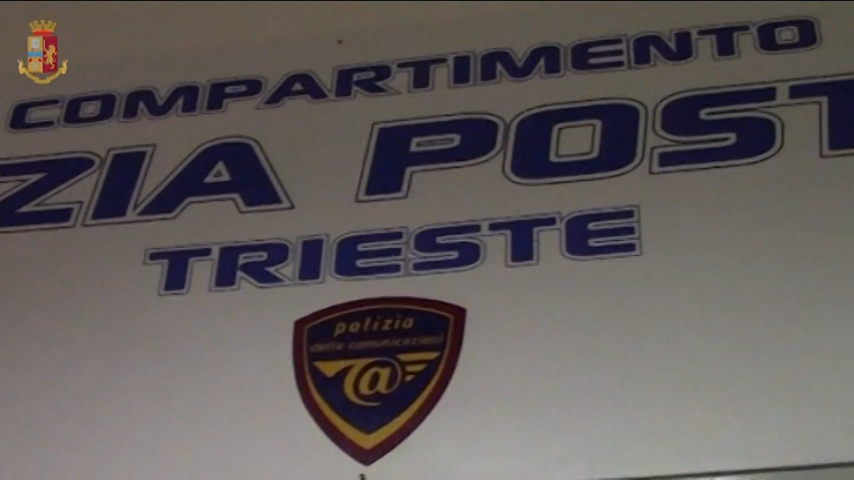 COMPARTIMENTO
ZIA POST
TRIESTE
polizia
delle comunicazioni
@